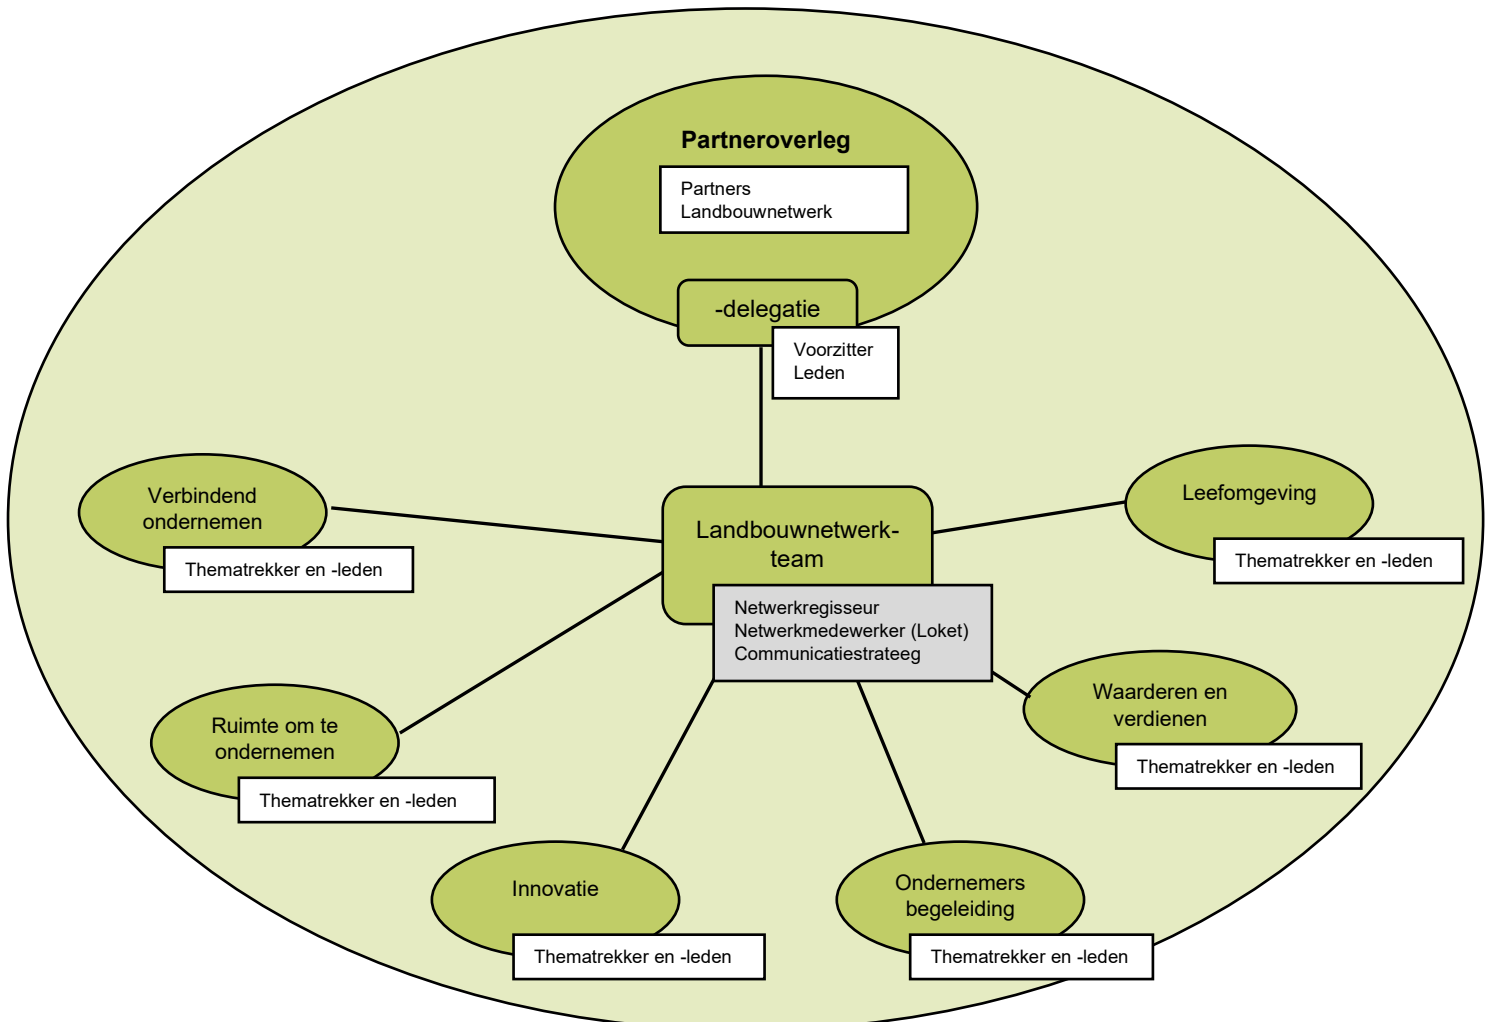 Partneroverleg
Partners
Landbouwnetwerk
-delegatie
Voorzitter
Leden
Verbindend
ondernemen
Thematrekker en -leden
Landbouwnetwerk-
team
Netwerkregisseur
Netwerkmedewerker (Loket)
Communicatiestrateeg
Leefomgeving
Thematrekker en -leden
Ruimte om te
ondernemen
Thematrekker en -leden
Waarderen en
verdienen
Thematrekker en -leden
Innovatie
Thematrekker en -leden
Ondernemers
begeleiding
Thematrekker en -leden